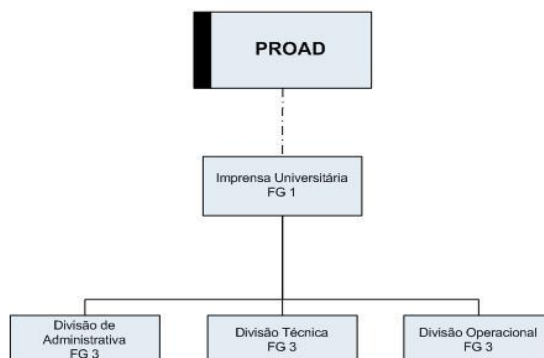 PROAD
Imprensa Universitária
FG 1
Divisão de
Administrativa
FG 3
Divisão Técnica
FG 3
Divisão Operacional
FG 3